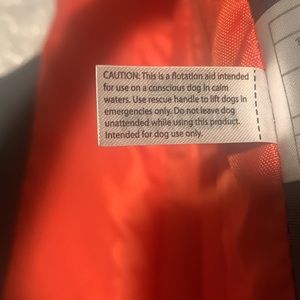 CAUTION: This is a flotation aid intended
for use on a conscious dog in calm
waters. Use rescue handle to lift dogs in
emergencies only. Do not leave dog
unattended while using this product.
Intended for dog use only.